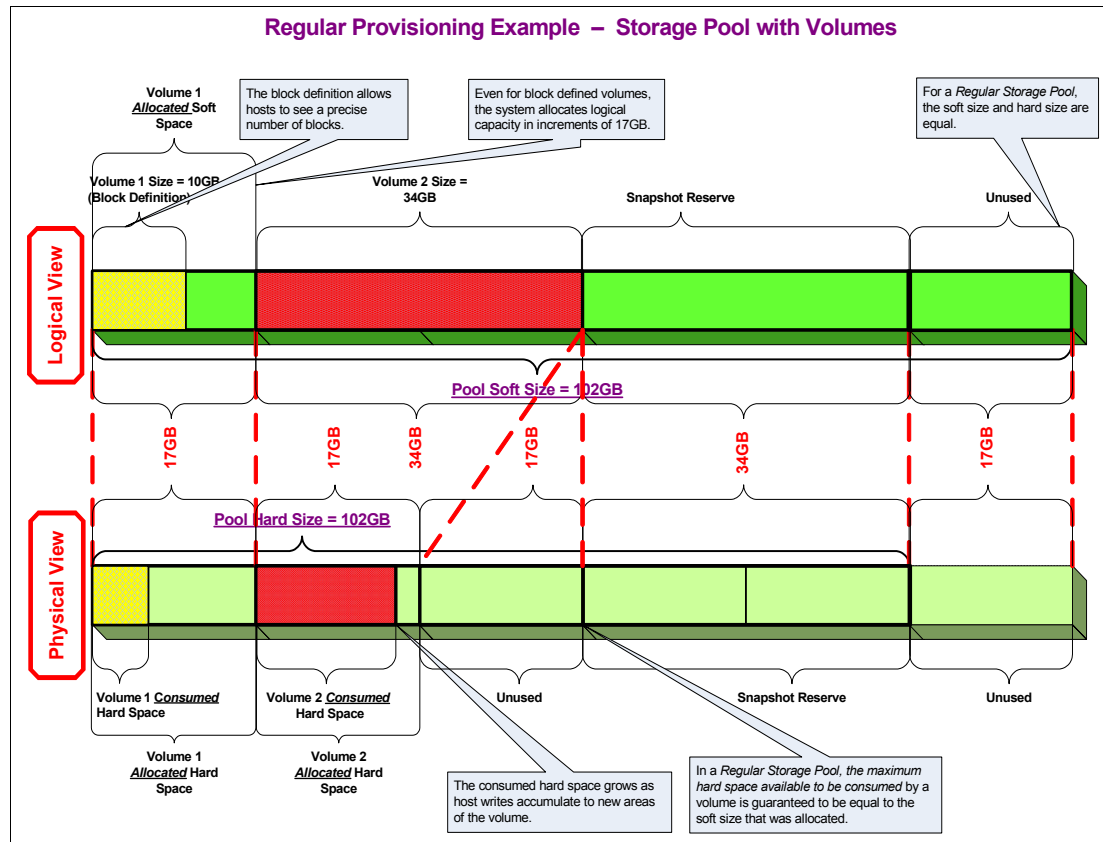 Regular Provisioning Example – Storage Pool with Volumes
Volume 1
Allocated Soft
Space
The block definition allows
hosts to see a precise
number of blocks.
Even for block defined volumes,
the system allocates logical
capacity in increments of 17GB.
For a Regular Storage Pool,
the soft size and hard size are
equal.
Volume 1 Size = 10GB
(Block Definition)
Volume 2 Size =
34GB
Snapshot Reserve
Unused
Logical View
Pool Soft Size = 102GB
17GB
17GB
34GB
17GB
34GB
17GB
Pool Hard Size = 102GB
Physical View
Volume 1 Consumed
Hard Space
Volume 2 Consumed
Hard Space
Unused
Snapshot Reserve
Unused
Volume 1
Allocated Hard
Space
Volume 2
Allocated Hard
Space
The consumed hard space grows as
host writes accumulate to new areas
of the volume.
In a Regular Storage Pool, the maximum
hard space available to be consumed by a
volume is guaranteed to be equal to the
soft size that was allocated.